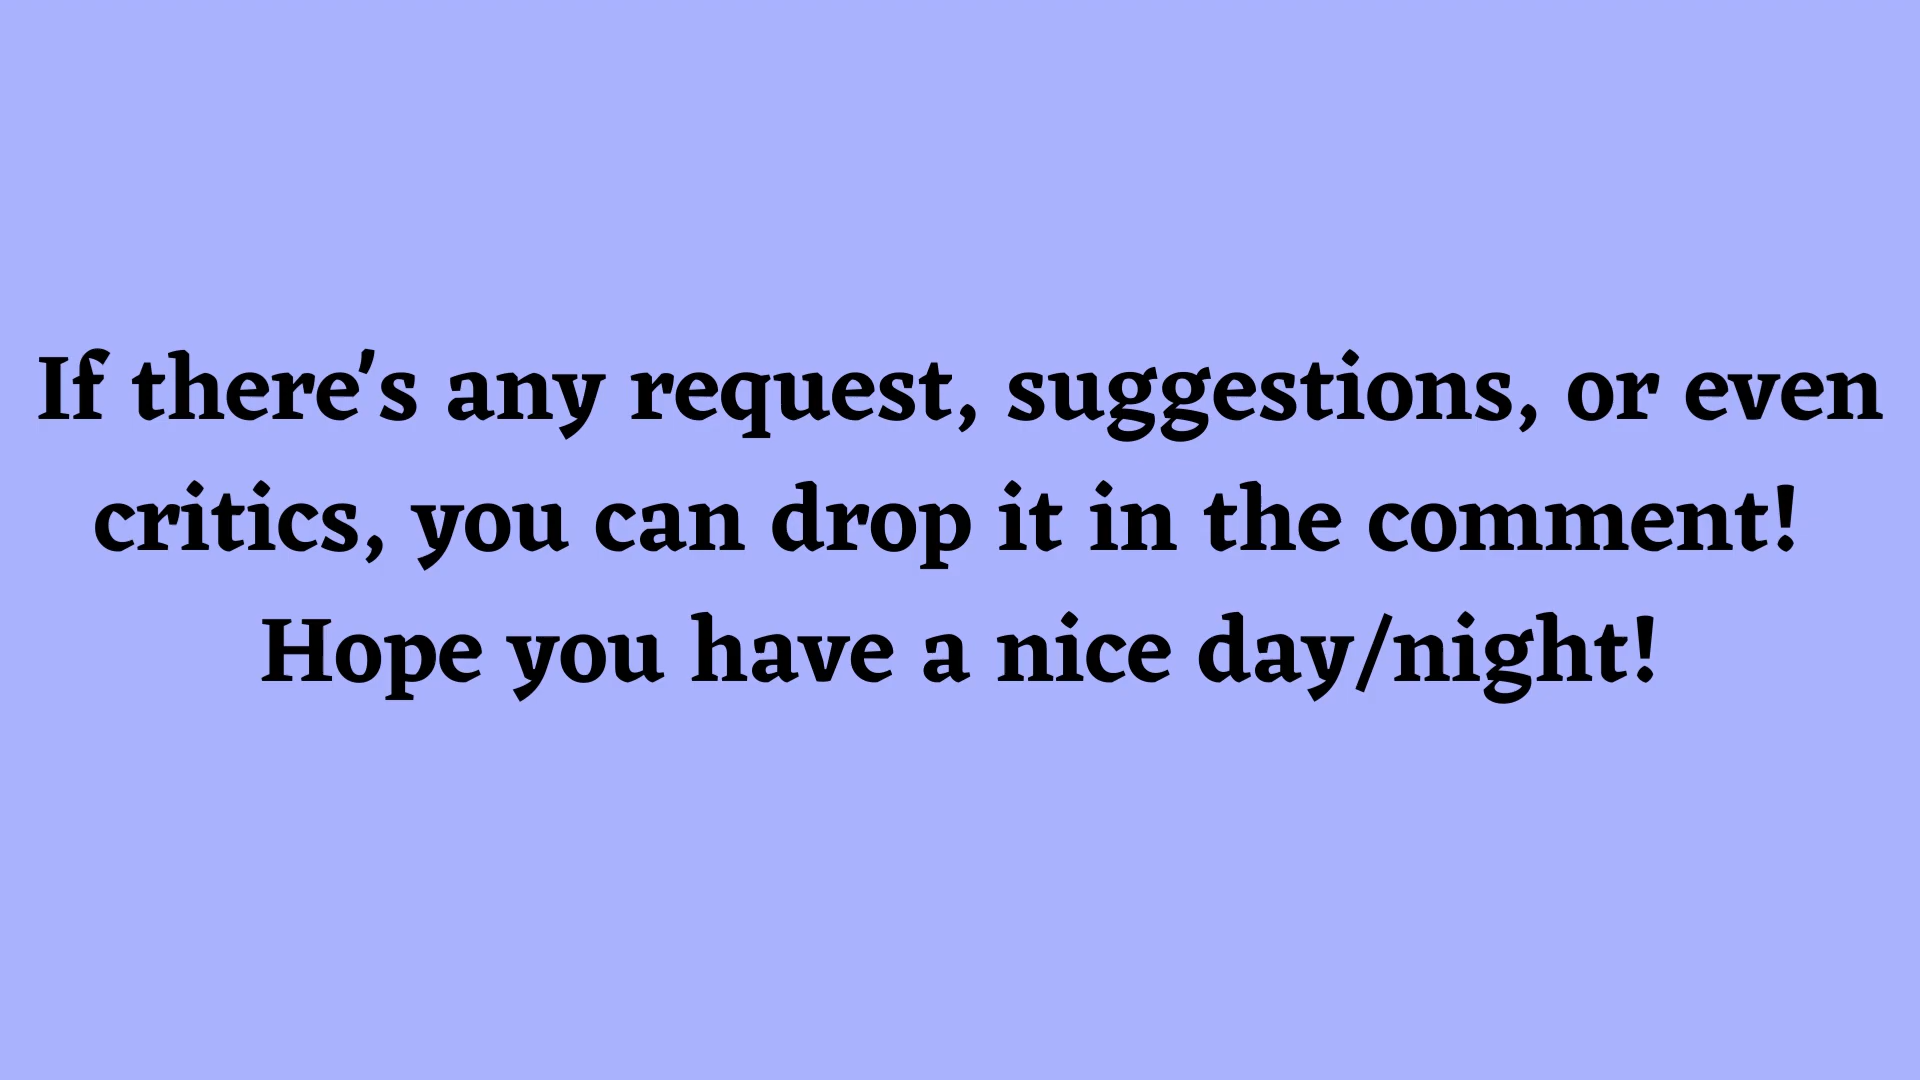 If there's any request, suggestions, or even
critics, you can drop it in the comment!
Hope you have a nice day/night!